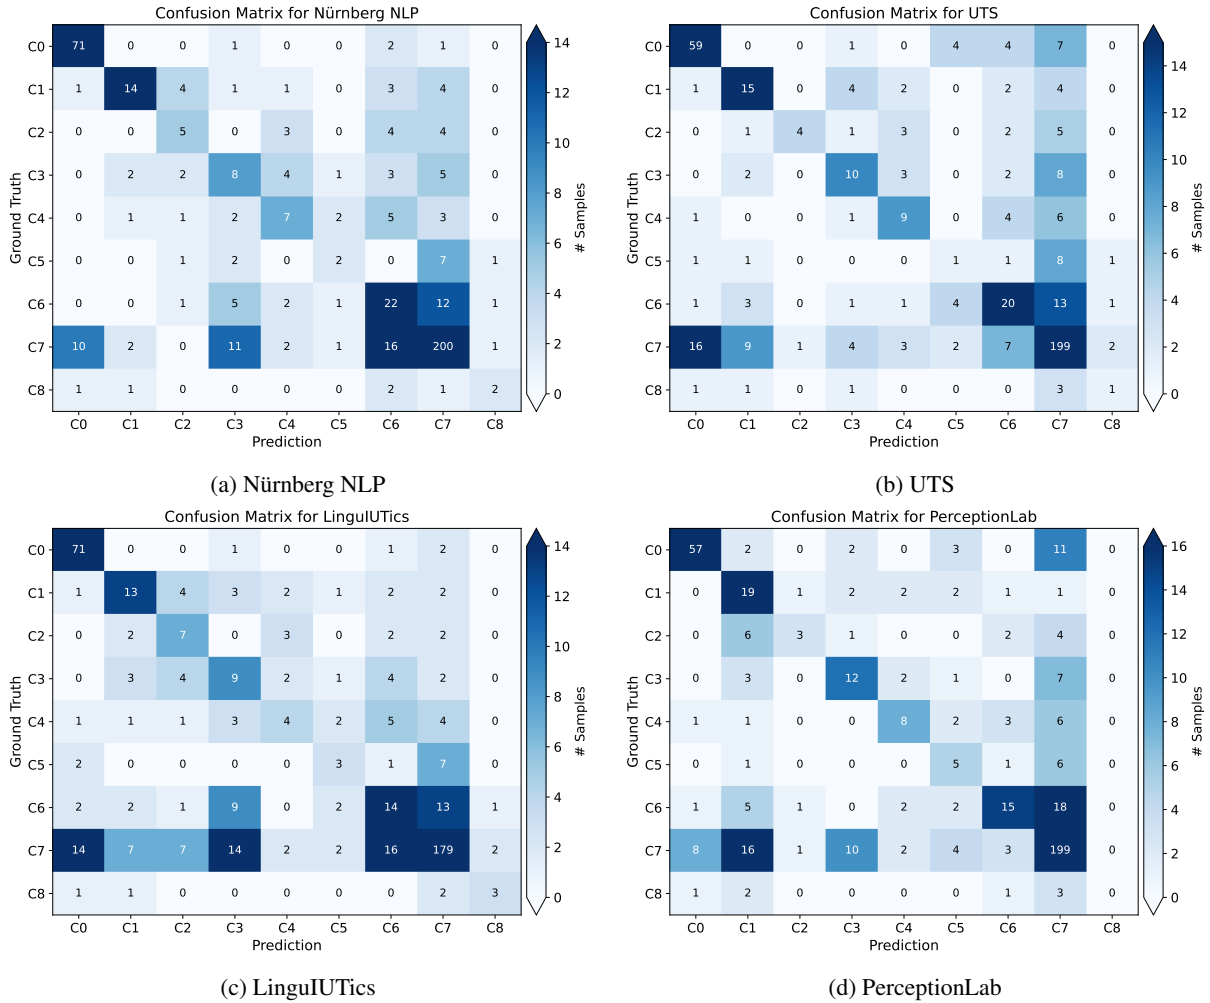 Confusion Matrix for Nürnberg NLP
C0 71 0 0 1 0 0 2 1 0
C1 1 14 4 1 1 0 3 4 0
C2 0 0 5 0 3 0 4 4 0
C3 0 2 2 8 4 1 3 5 0
C4 0 1 1 2 7 2 5 3 0
C5 0 0 1 2 0 2 0 7 1
C6 0 0 1 5 2 1 22 12 1
C7 10 2 0 11 2 1 16 200 1
C8 1 1 0 0 0 0 2 1 2
C0 C1 C2 C3 C4 C5 C6 C7 C8
Ground Truth
Prediction
14
12
10
8
6
4
2
0
# Samples
(a) Nürnberg NLP
Confusion Matrix for UTS
C0 59 0 0 1 0 4 4 7 0
C1 1 15 0 4 2 0 2 4 0
C2 0 1 4 1 3 0 2 5 0
C3 0 2 0 10 3 0 2 8 0
C4 1 0 0 1 9 0 4 6 0
C5 1 1 0 0 0 1 1 8 1
C6 1 3 0 1 1 4 20 13 1
C7 16 9 1 4 3 2 7 199 2
C8 1 1 0 1 0 0 0 3 1
C0 C1 C2 C3 C4 C5 C6 C7 C8
Ground Truth
Prediction
14
12
10
8
6
4
2
0
# Samples
(b) UTS
Confusion Matrix for LinguIUTics
C0 71 0 0 1 0 0 1 2 0
C1 1 13 4 3 2 1 2 2 0
C2 0 2 7 0 3 0 2 2 0
C3 0 3 4 9 2 1 4 2 0
C4 1 1 1 3 4 2 5 4 0
C5 2 0 0 0 0 3 1 7 0
C6 2 2 1 9 0 2 14 13 1
C7 14 7 7 14 2 2 16 179 2
C8 1 1 0 0 0 0 0 2 3
C0 C1 C2 C3 C4 C5 C6 C7 C8
Ground Truth
Prediction
14
12
10
8
6
4
2
0
# Samples
(c) LinguIUTics
Confusion Matrix for PerceptionLab
C0 57 2 0 2 0 3 0 11 0
C1 0 19 1 2 2 2 1 1 0
C2 0 6 3 1 0 0 2 4 0
C3 0 3 0 12 2 1 0 7 0
C4 1 1 0 0 8 2 3 6 0
C5 0 1 0 0 0 5 1 6 0
C6 1 5 1 0 2 2 15 18 0
C7 8 16 1 10 2 4 3 199 0
C8 1 2 0 0 0 0 1 3 0
C0 C1 C2 C3 C4 C5 C6 C7 C8
Ground Truth
Prediction
16
14
12
10
8
6
4
2
0
# Samples
(d) PerceptionLab